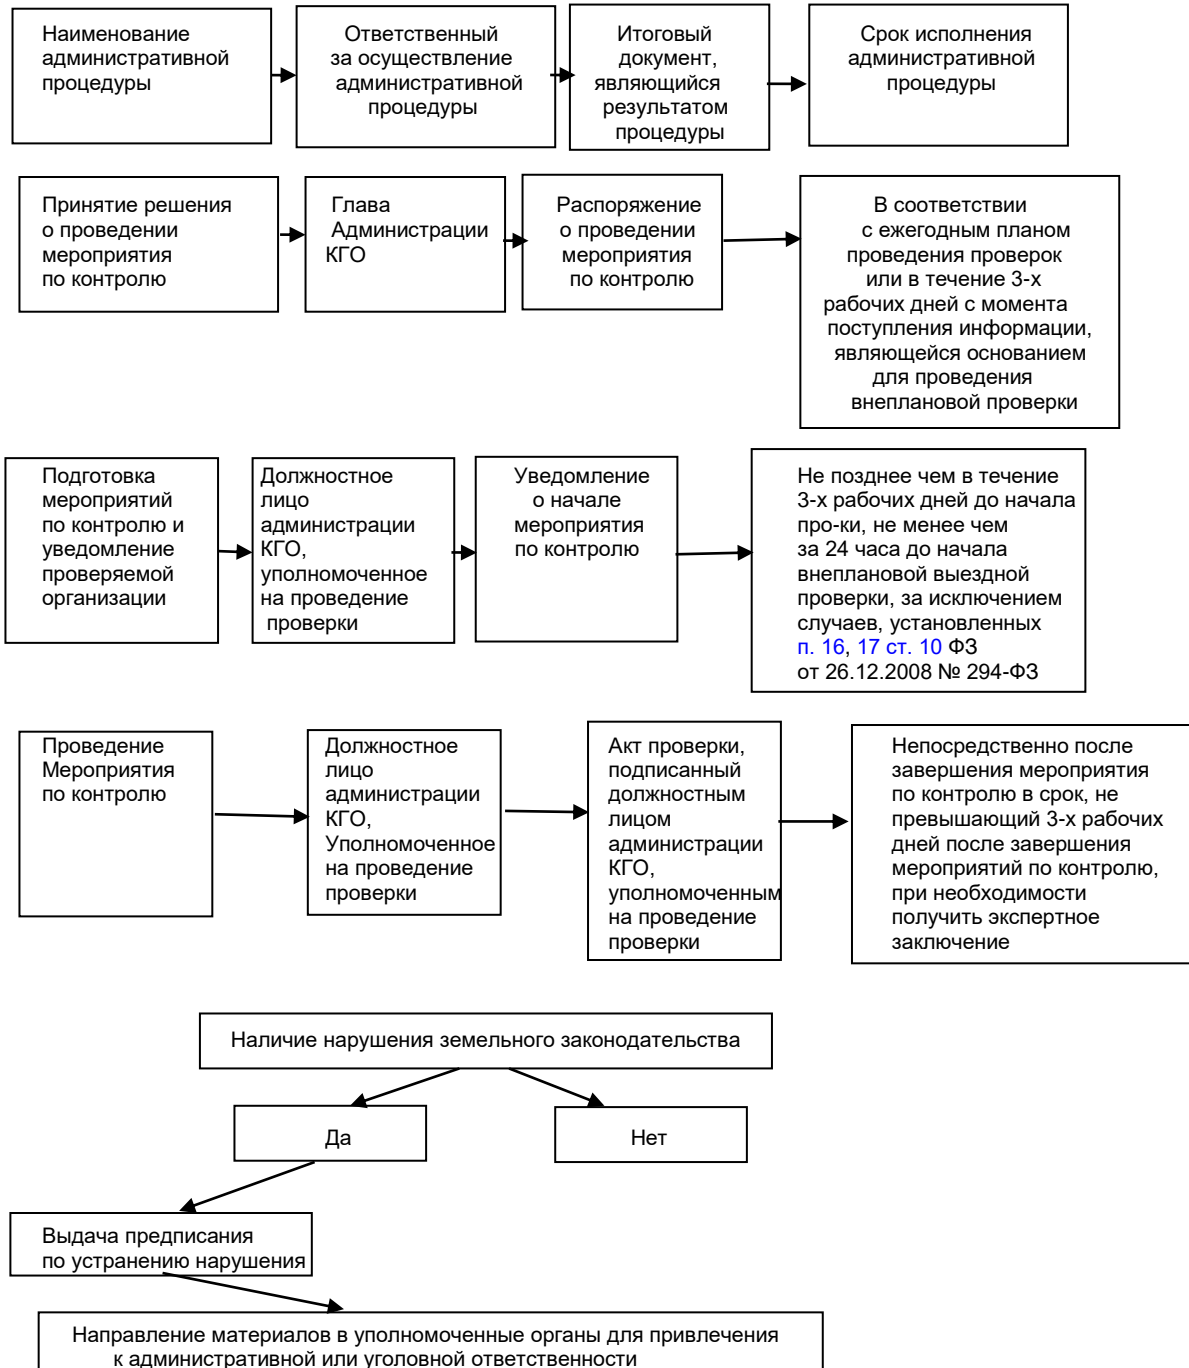 Наименование
административной
процедуры
Ответственный
за осуществление
административной
процедуры
Итоговый
документ,
являющийся
результатом
процедуры
Срок исполнения
административной
процедуры
Принятие решения
о проведении
мероприятия
по контролю
Глава
Администрации
КГО
Распоряжение
о проведении
мероприятия
по контролю
В соответствии
с ежегодным планом
проведения проверок
или в течение 3-х
рабочих дней с момента
поступления информации,
являющейся основанием
для проведения
внеплановой проверки
Подготовка
мероприятий
по контролю и
уведомление
проверяемой
организации
Должностное
лицо
администрации
КГО,
уполномоченное
на проведение
проверки
Уведомление
о начале
мероприятия
по контролю
Не позднее чем в течение
3-х рабочих дней до начала
про-ки, не менее чем
за 24 часа до начала
внеплановой выездной
проверки, за исключением
случаев, установленных
п. 16, 17 ст. 10 ФЗ
от 26.12.2008 № 294-ФЗ
Проведение
Мероприятия
по контролю
Должностное
лицо
администрации
КГО,
Уполномоченное
на проведение
проверки
Акт проверки,
подписанный
должностным
лицом
администрации
КГО,
уполномоченным
на проведение
проверки
Непосредственно после
завершения мероприятия
по контролю в срок, не
превышающий 3-х рабочих
дней после завершения
мероприятий по контролю,
при необходимости
получить экспертное
заключение
Наличие нарушения земельного законодательства
Да
Нет
Выдача предписания
по устранению нарушения
Направление материалов в уполномоченные органы для привлечения
к административной или уголовной ответственности